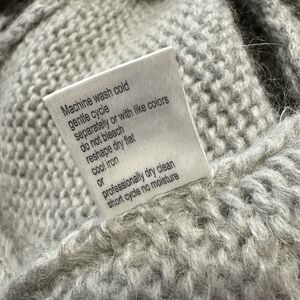 Machine wash cold
gentle cycle
separately or with like colors
do not bleach
reshape dry flat
cool iron
or
professionally dry clean
short cycle no moisture